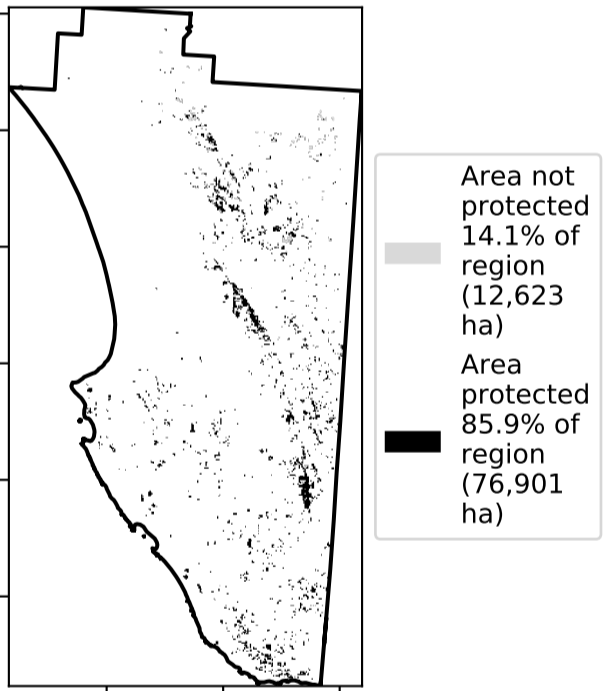 Area not
protected
14.1% of
region
(12,623
ha)
Area
protected
85.9% of
region
(76,901
ha)